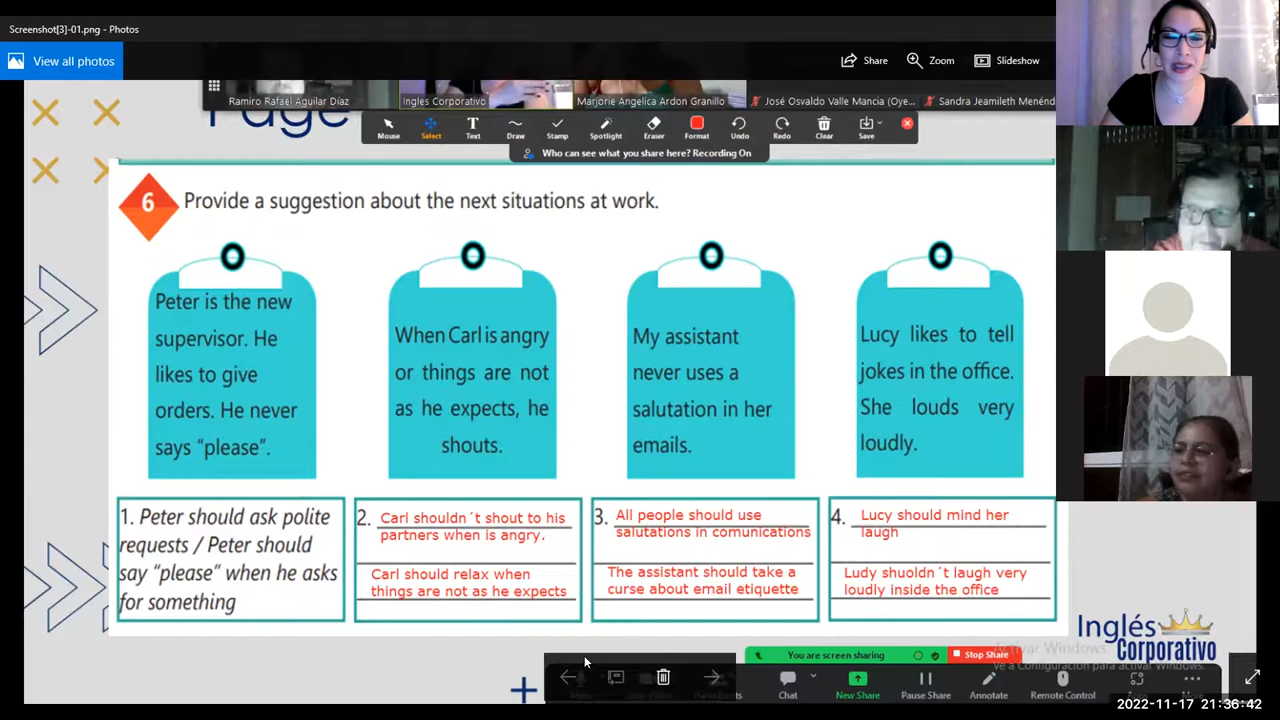 Screenshot[3]-01.png - Photos
View all photos
Share
Zoom
Slideshow
Ramiro Rafael Aguilar Díaz
Ingles Corporativo
Marjorie Angelica Ardon Granillo
José Osvaldo Valle Mancia (Oye...
Sandra Jeamileth Menénd
Page
Mouse
Select
Text
Draw
Stamp
Spotlight
Eraser
Format
Undo
Redo
Clear
Save
Who can see what you share here? Recording On
6
Provide a suggestion about the next situations at work.
Peter is the new
supervisor. He
likes to give
orders. He never
says “please”.
When Carl is angry
or things are not
as he expects, he
shouts.
My assistant
never uses a
salutation in her
emails.
Lucy likes to tell
jokes in the office.
She louds very
loudly.
1. Peter should ask polite
requests / Peter should
say “please” when he asks
for something
2. Carl shouldn´t shout to his
partners when is angry.
Carl should relax when
things are not as he expects
3. All people should use
salutations in comunications
The assistant should take a
curse about email etiquette
4. Lucy should mind her
laugh
Ludy shuoldn´t laugh very
loudly inside the office
Inglés
Corporativo
Activar Windows
Ve a Configuración para activar Windows.
You are screen sharing
Stop Share
Chat
New Share
Pause Share
Annotate
Remote Control
More
2022-11-17 21:36:42